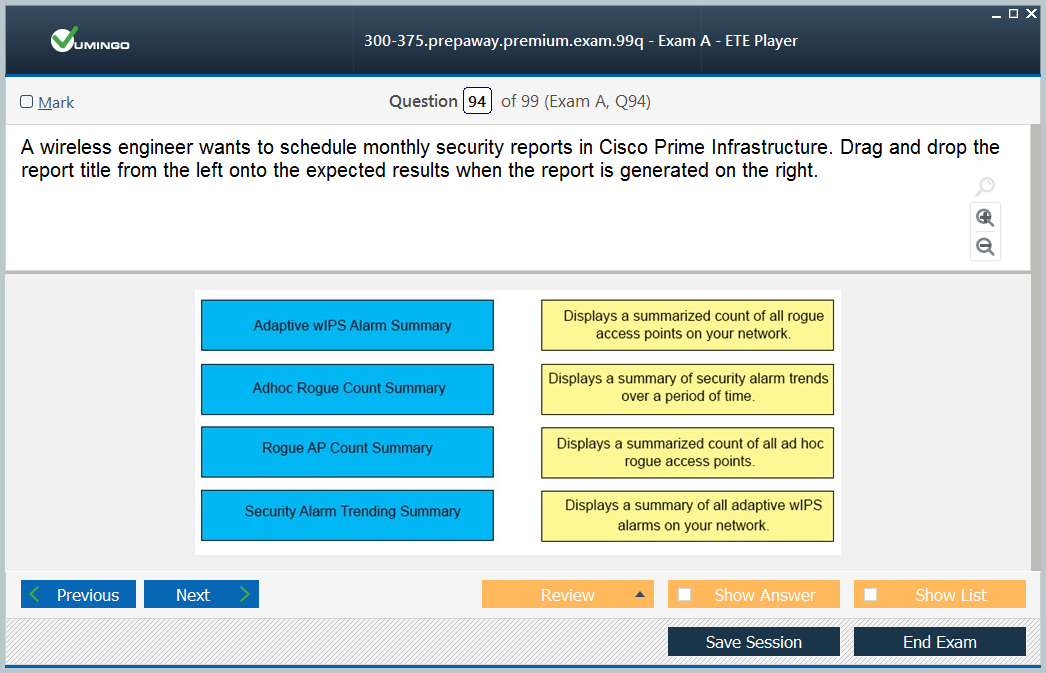 VUMINGO
300-375.prepaway.premium.exam.99q - Exam A - ETE Player
Mark
Question 94 of 99 (Exam A, Q94)
A wireless engineer wants to schedule monthly security reports in Cisco Prime Infrastructure. Drag and drop the
report title from the left onto the expected results when the report is generated on the right.
Adaptive wIPS Alarm Summary
Displays a summarized count of all rogue
access points on your network.
Adhoc Rogue Count Summary
Displays a summary of security alarm trends
over a period of time.
Rogue AP Count Summary
Displays a summarized count of all ad hoc
rogue access points.
Security Alarm Trending Summary
Displays a summary of all adaptive wIPS
alarms on your network.
Previous
Next
Review
Show Answer
Show List
Save Session
End Exam